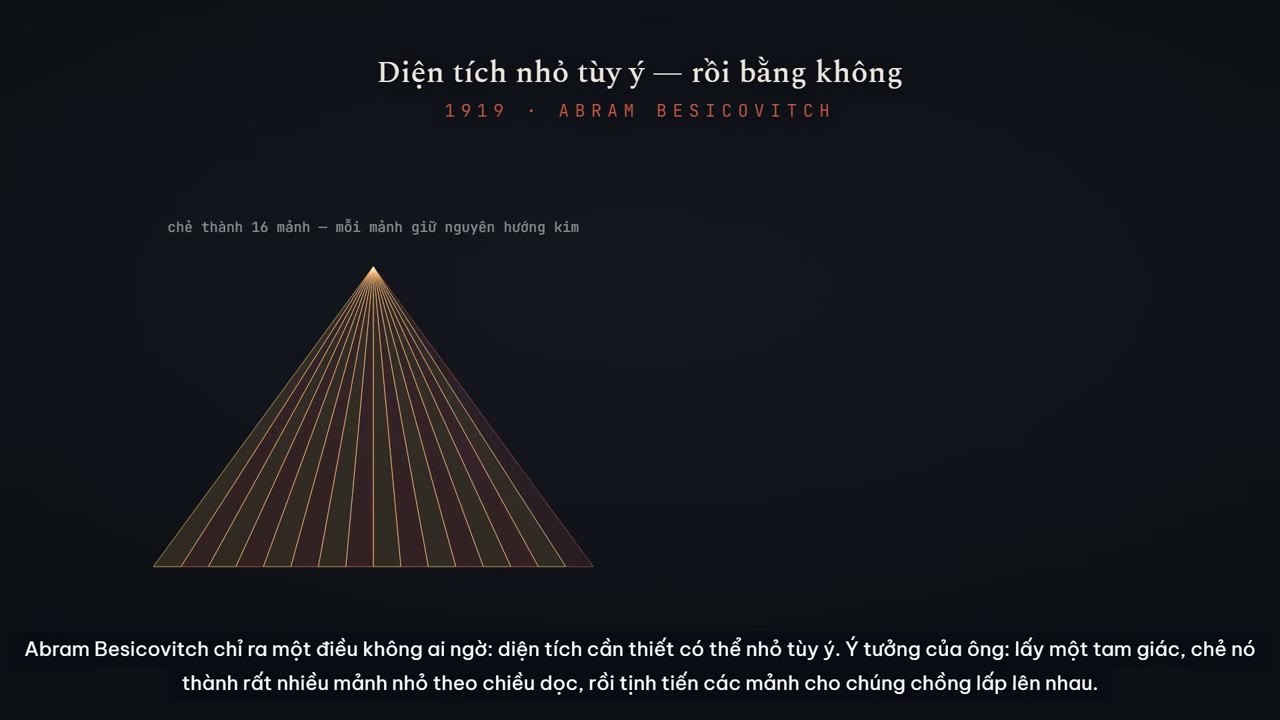 Diện tích nhỏ tùy ý — rồi bằng không
1919 · ABRAM BESICOVITCH
chẻ thành 16 mảnh — mỗi mảnh giữ nguyên hướng kim
Abram Besicovitch chỉ ra một điều không ai ngờ: diện tích cần thiết có thể nhỏ tùy ý. Ý tưởng của ông: lấy một tam giác, chẻ nó
thành rất nhiều mảnh nhỏ theo chiều dọc, rồi tịnh tiến các mảnh cho chúng chồng lấp lên nhau.